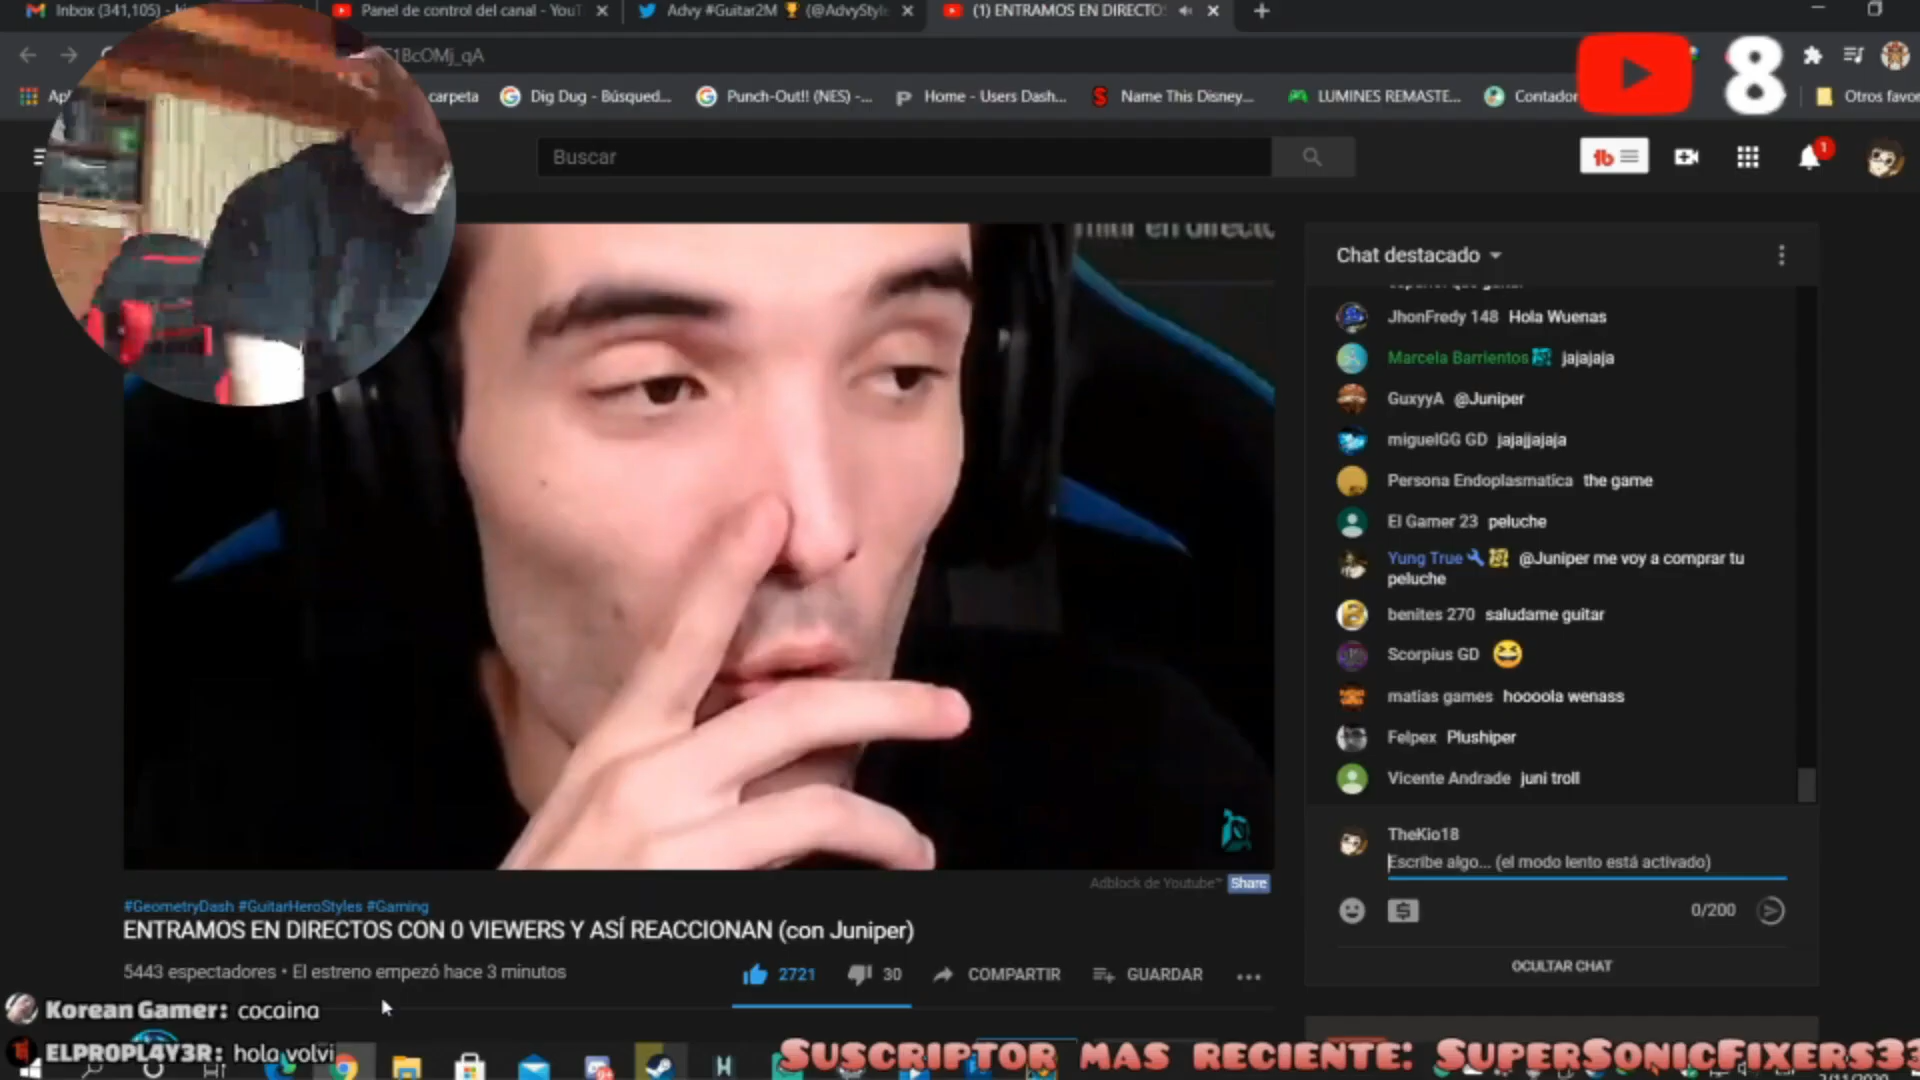 Inbox (341,105)
Panel de control del canal - YouT
Advy #Guitar2M 🏆 (@AdvyStyle
(1) ENTRAMOS EN DIRECTO
1BcOMj_qA
carpeta
Dig Dug - Búsqued...
Punch-Out!! (NES) -...
Home - Users Dash...
Name This Disney...
LUMINES REMASTE...
Contador
Otros favor
8
Buscar
1
Chat destacado
JhonFredy 148 Hola Wuenas
Marcela Barrientos jajajaja
GuxyyA @Juniper
miguelGG GD jajajjajaja
Persona Endoplasmatica the game
El Gamer 23 peluche
Yung True @Juniper me voy a comprar tu
peluche
benites 270 saludame guitar
Scorpius GD 😆
matias games hoooola wenass
Felpex Plushiper
Vicente Andrade juni troll
TheKio18
Escribe algo... (el modo lento está activado)
0/200
OCULTAR CHAT
Adblock de Youtube™ Share
#GeometryDash #GuitarHeroStyles #Gaming
ENTRAMOS EN DIRECTOS CON 0 VIEWERS Y ASÍ REACCIONAN (con Juniper)
5443 espectadores • El estreno empezó hace 3 minutos
2721
30
COMPARTIR
GUARDAR
Korean Gamer: cocaina
ELPROPL4Y3R: hola volvi
SUSCRIPTOR MAS RECIENTE: SUPERSONICFIXERS33